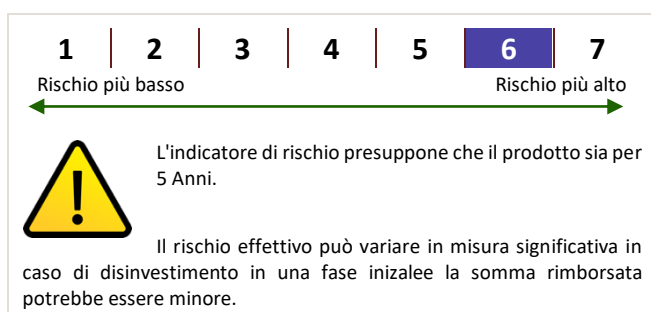 1 2 3 4 5 6 7
Rischio più basso Rischio più alto
L'indicatore di rischio presuppone che il prodotto sia per
5 Anni.
Il rischio effettivo può variare in misura significativa in
caso di disinvestimento in una fase inizalee la somma rimborsata
potrebbe essere minore.